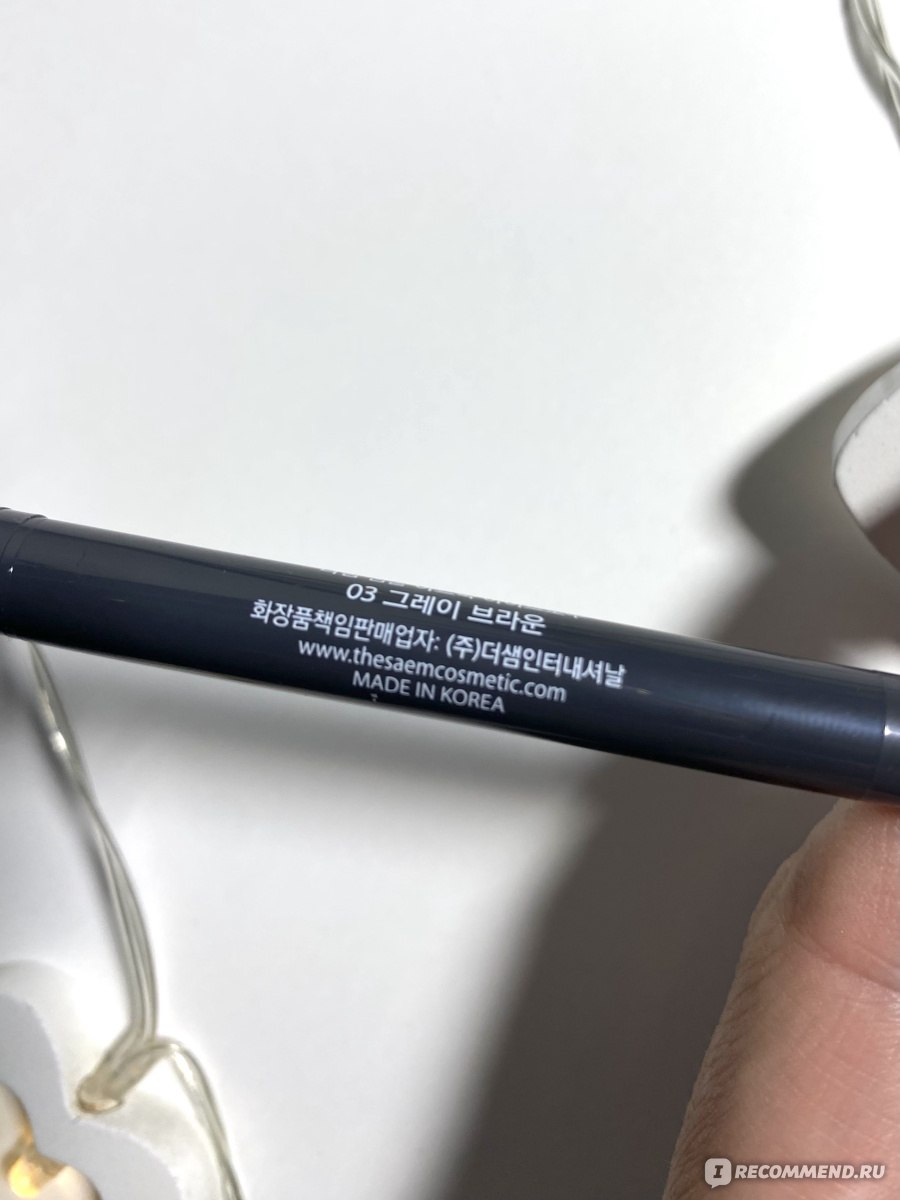 03 그레이 브라운
화장품책임판매업자: (주)더샘인터내셔날
www.thesaemcosmetic.com
MADE IN KOREA
I RECOMMEND.RU